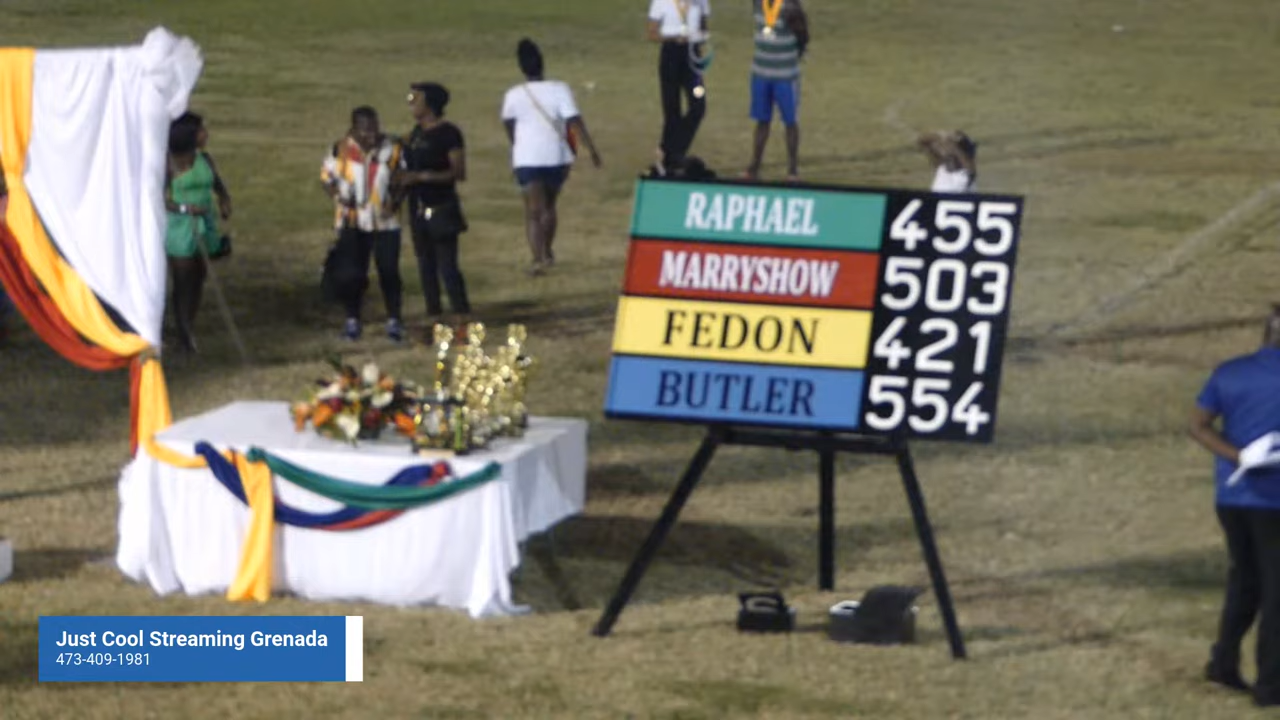 RAPHAEL 455
MARRYSHOW 503
FEDON 421
BUTLER 554
Just Cool Streaming Grenada
473-409-1981